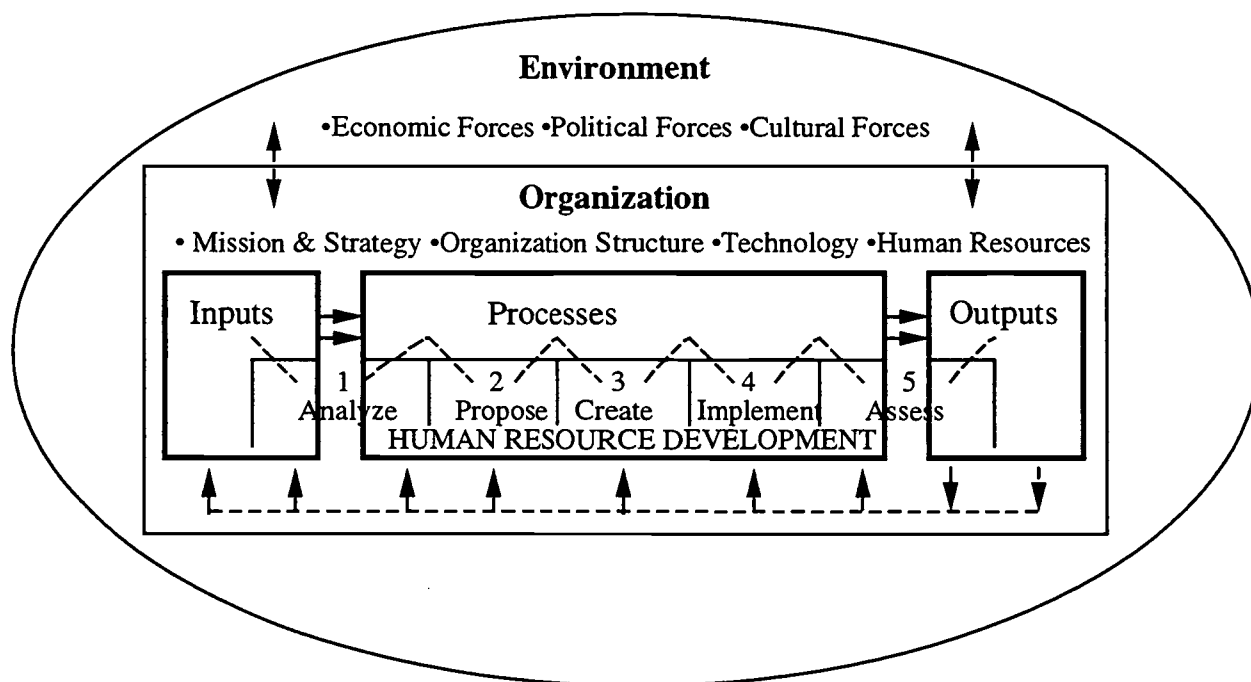 Environment
•Economic Forces •Political Forces •Cultural Forces
Organization
• Mission & Strategy •Organization Structure •Technology •Human Resources
Inputs
Processes
Outputs
1
2
3
4
5
Analyze
Propose
Create
Implement
Assess
HUMAN RESOURCE DEVELOPMENT